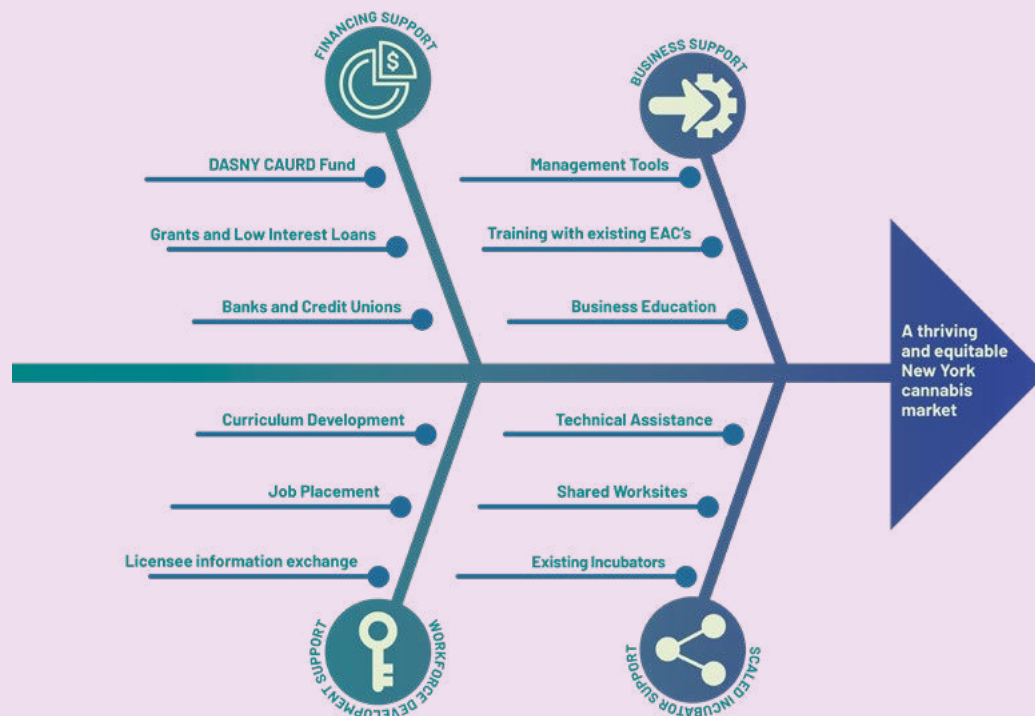 FINANCING SUPPORT
$
DASNY CAURD Fund
Grants and Low Interest Loans
Banks and Credit Unions
BUSINESS SUPPORT
Management Tools
Training with existing EAC's
Business Education
A thriving
and equitable
New York
cannabis
market
Curriculum Development
Job Placement
Licensee information exchange
WORKFORCE DEVELOPMENT SUPPORT
Technical Assistance
Shared Worksites
Existing Incubators
SCALED INCUBATOR SUPPORT